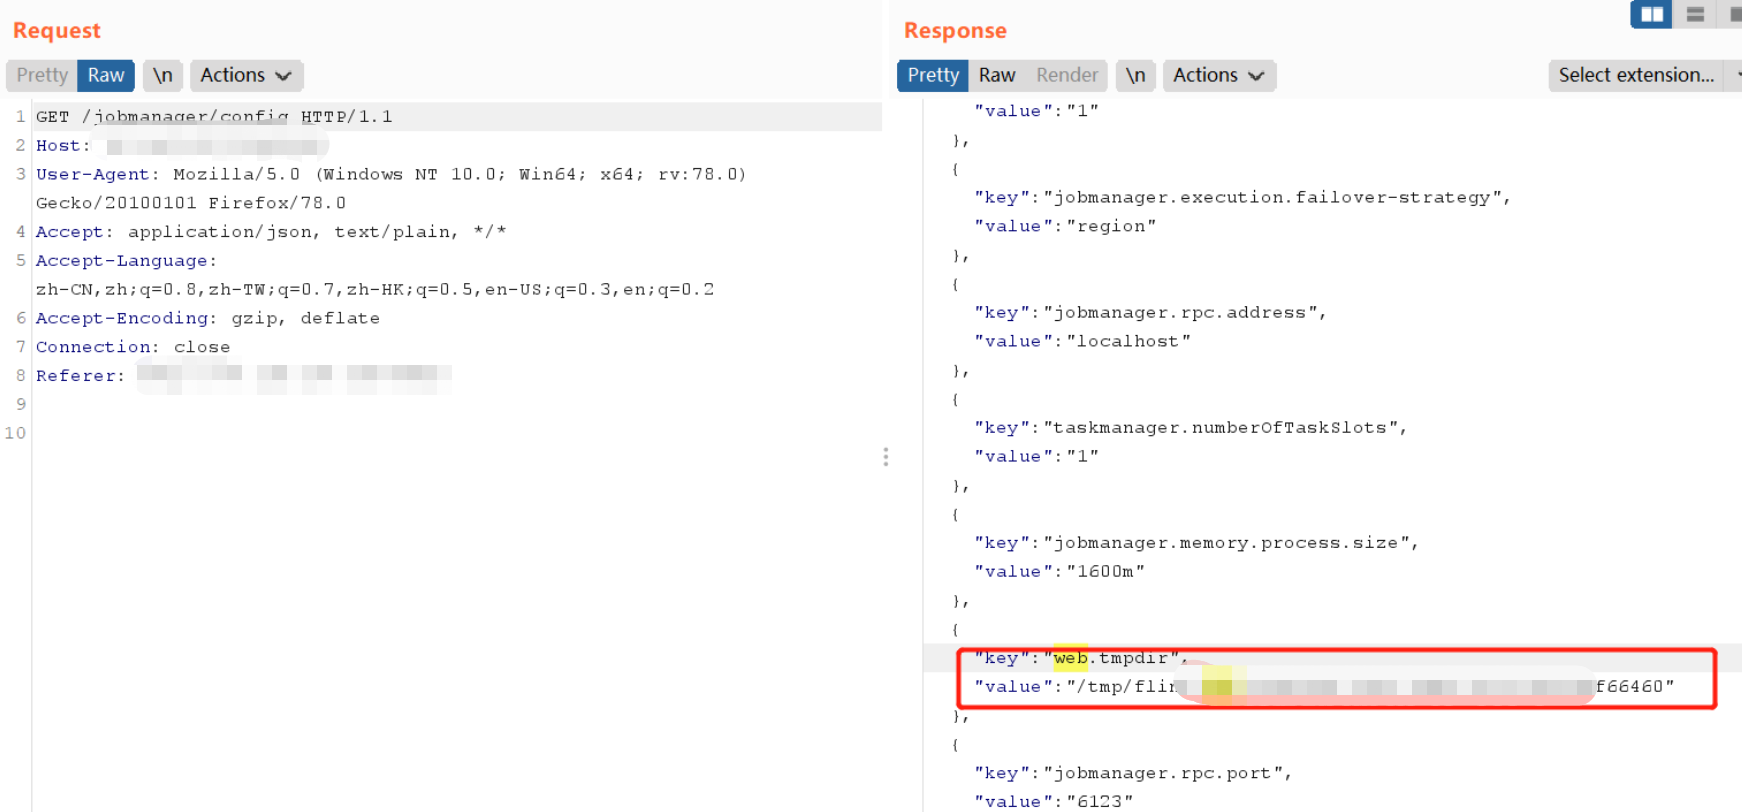 Request
Pretty Raw \n Actions
1 GET /jobmanager/config HTTP/1.1
2 Host:
3 User-Agent: Mozilla/5.0 (Windows NT 10.0; Win64; x64; rv:78.0)
Gecko/20100101 Firefox/78.0
4 Accept: application/json, text/plain, */*
5 Accept-Language:
zh-CN,zh;q=0.8,zh-TW;q=0.7,zh-HK;q=0.5,en-US;q=0.3,en;q=0.2
6 Accept-Encoding: gzip, deflate
7 Connection: close
8 Referer:
9
10
Response
Pretty Raw Render \n Actions Select extension...
"value":"1"
},
{
"key":"jobmanager.execution.failover-strategy",
"value":"region"
},
{
"key":"jobmanager.rpc.address",
"value":"localhost"
},
{
"key":"taskmanager.numberOfTaskSlots",
"value":"1"
},
{
"key":"jobmanager.memory.process.size",
"value":"1600m"
},
{
"key":"web.tmpdir",
"value":"/tmp/flin f66460"
},
{
"key":"jobmanager.rpc.port",
"value":"6123"